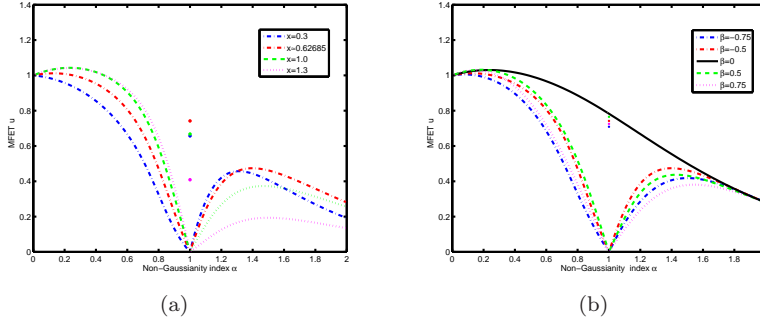 1.4
1.2
1
0.8
0.6
0.4
0.2
0
MFET u
0 0.2 0.4 0.6 0.8 1 1.2 1.4 1.6 1.8 2
Non−Gaussianity index α
x=0.3
x=0.62685
x=1.0
x=1.3
(a)
1.4
1.2
1
0.8
0.6
0.4
0.2
0
MFET u
0 0.2 0.4 0.6 0.8 1 1.2 1.4 1.6 1.8
Non−Gaussianity index α
β=−0.75
β=−0.5
β=0
β=0.5
β=0.75
(b)